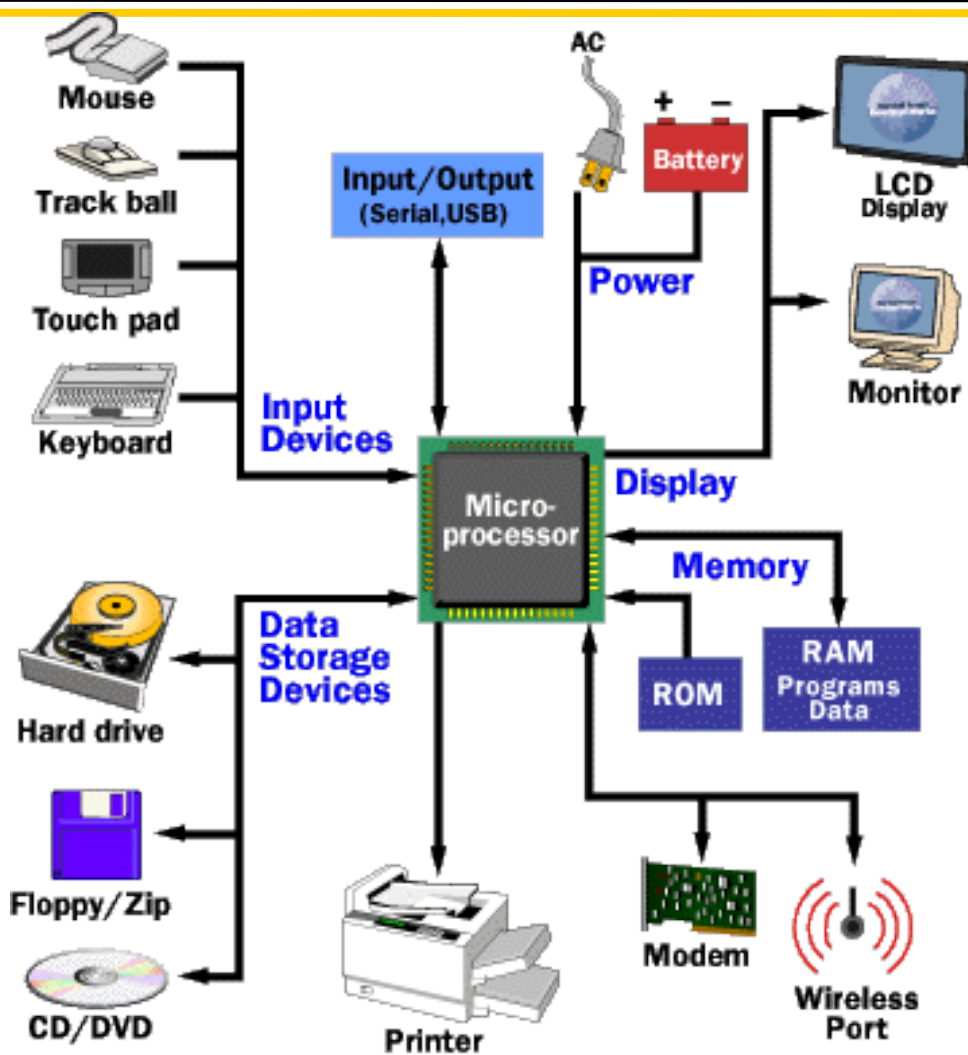 Mouse
Track ball
Touch pad
Keyboard
Input
Devices
Input/Output
(Serial,USB)
AC
+ −
Battery
Power
LCD
Display
Monitor
Display
Micro-
processor
Memory
ROM
RAM
Programs
Data
Data
Storage
Devices
Hard drive
Floppy/Zip
CD/DVD
Printer
Modem
Wireless
Port